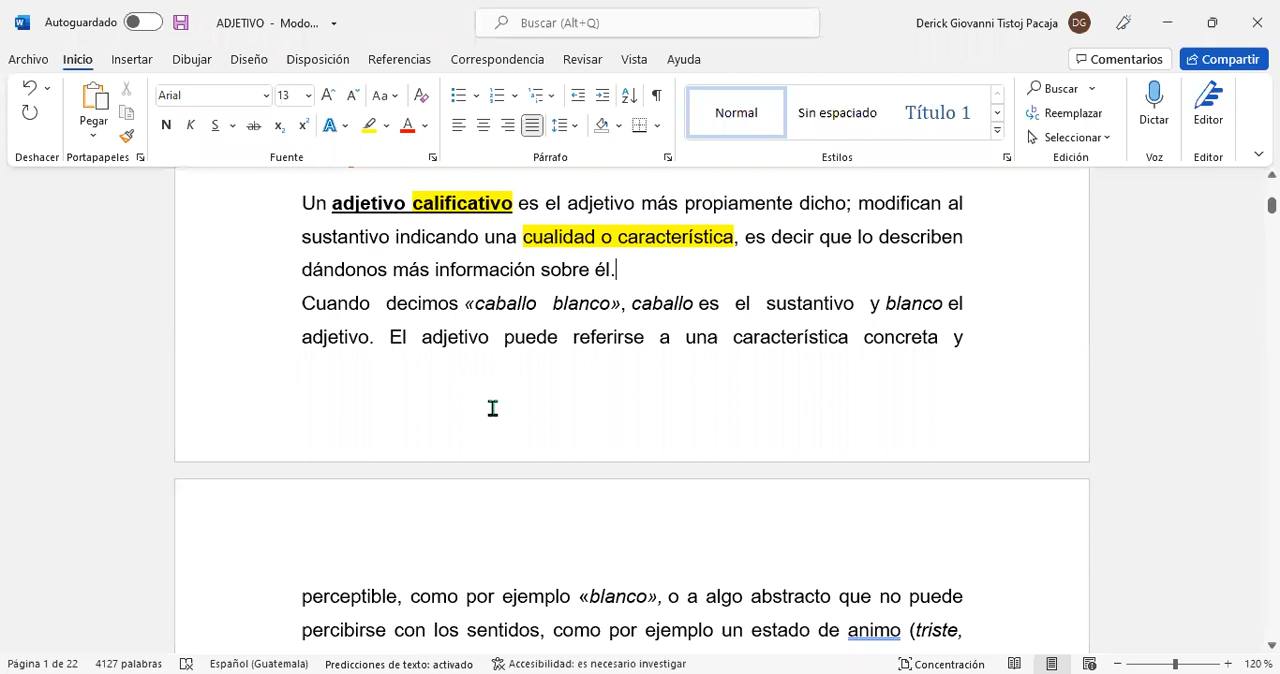 Autoguardado
ADJETIVO - Modo...
Buscar (Alt+Q)
Derick Giovanni Tistoj Pacaja
DG
Archivo Inicio Insertar Dibujar Diseño Disposición Referencias Correspondencia Revisar Vista Ayuda
Comentarios
Compartir
Arial 13
Pegar
N K S ab x₂ x²
Buscar
Reemplazar
Seleccionar
Normal
Sin espaciado
Título 1
Dictar
Editor
Deshacer Portapapeles Fuente Párrafo Estilos Edición Voz Editor
Un adjetivo calificativo es el adjetivo más propiamente dicho; modifican al
sustantivo indicando una cualidad o característica, es decir que lo describen
dándonos más información sobre él.
Cuando decimos «caballo blanco», caballo es el sustantivo y blanco el
adjetivo. El adjetivo puede referirse a una característica concreta y
perceptible, como por ejemplo «blanco», o a algo abstracto que no puede
percibirse con los sentidos, como por ejemplo un estado de animo (triste,
Página 1 de 22 4127 palabras Español (Guatemala) Predicciones de texto: activado Accesibilidad: es necesario investigar Concentración 120 %